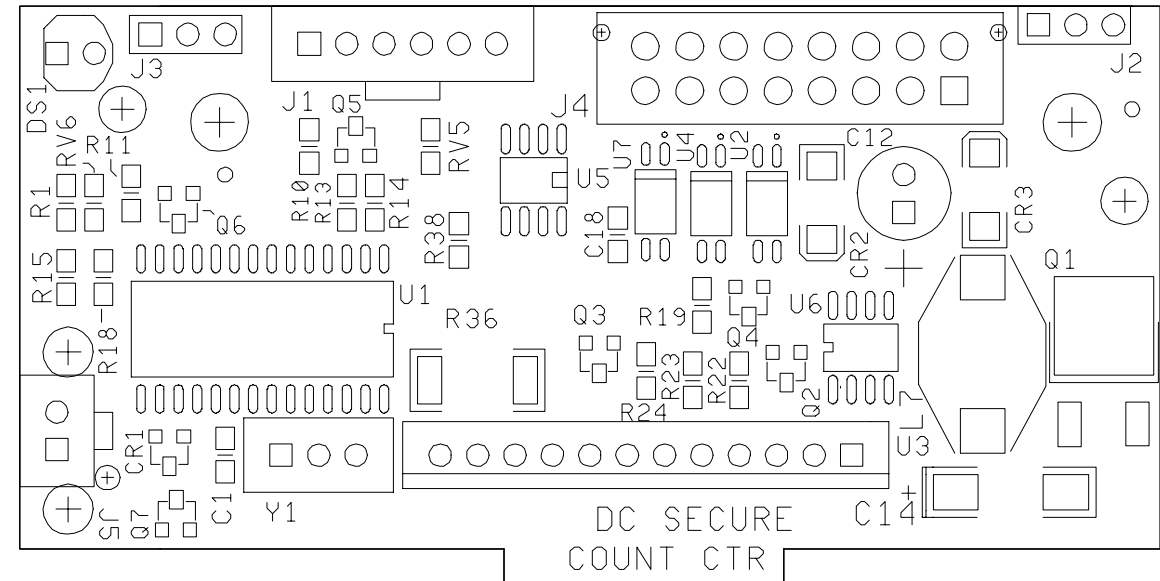 J3
J2
DS1
J1
Q5
J4
C12
RV6
R11
RV5
U7
U4
U2
R1
R10
R13
R14
U5
R38
C18
CR3
Q6
CR2
Q1
R15
U1
R18
R36
Q3
R19
Q4
U6
R24
R23
R22
Q2
L7
CR1
U3
J5
Q7
C1
Y1
C14
DC SECURE
COUNT CTR